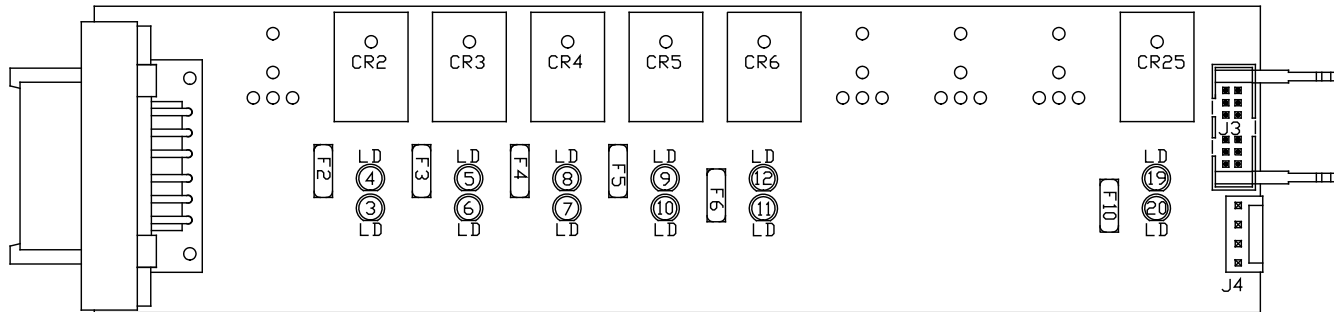 CR2 CR3 CR4 CR5 CR6 CR25
J3
LD LD LD LD LD LD
F2 4 F3 5 F4 8 F5 9 F6 12 F10 19
3 6 7 10 11 20
LD LD LD LD LD LD
J4